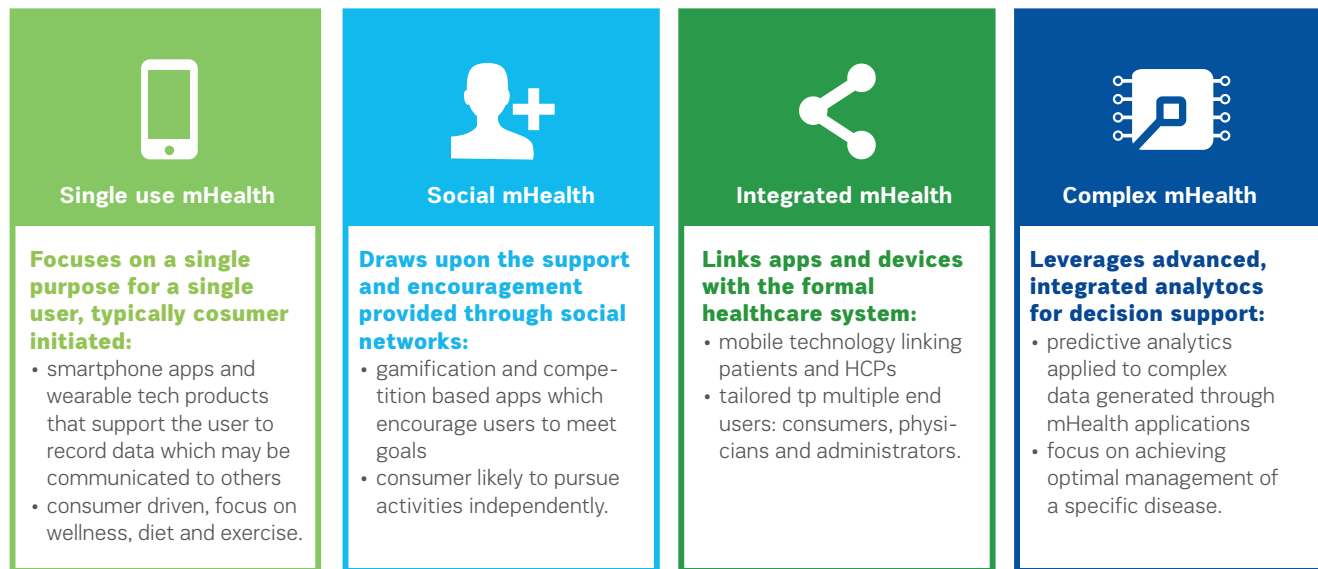 Single use mHealth
Focuses on a single
purpose for a single
user, typically cosumer
initiated:
• smartphone apps and
wearable tech products
that support the user to
record data which may be
communicated to others
• consumer driven, focus on
wellness, diet and exercise.
Social mHealth
Draws upon the support
and encouragement
provided through social
networks:
• gamification and compe-
tition based apps which
encourage users to meet
goals
• consumer likely to pursue
activities independently.
Integrated mHealth
Links apps and devices
with the formal
healthcare system:
• mobile technology linking
patients and HCPs
• tailored tp multiple end
users: consumers, physi-
cians and administrators.
Complex mHealth
Leverages advanced,
integrated analytocs
for decision support:
• predictive analytics
applied to complex
data generated through
mHealth applications
• focus on achieving
optimal management of
a specific disease.